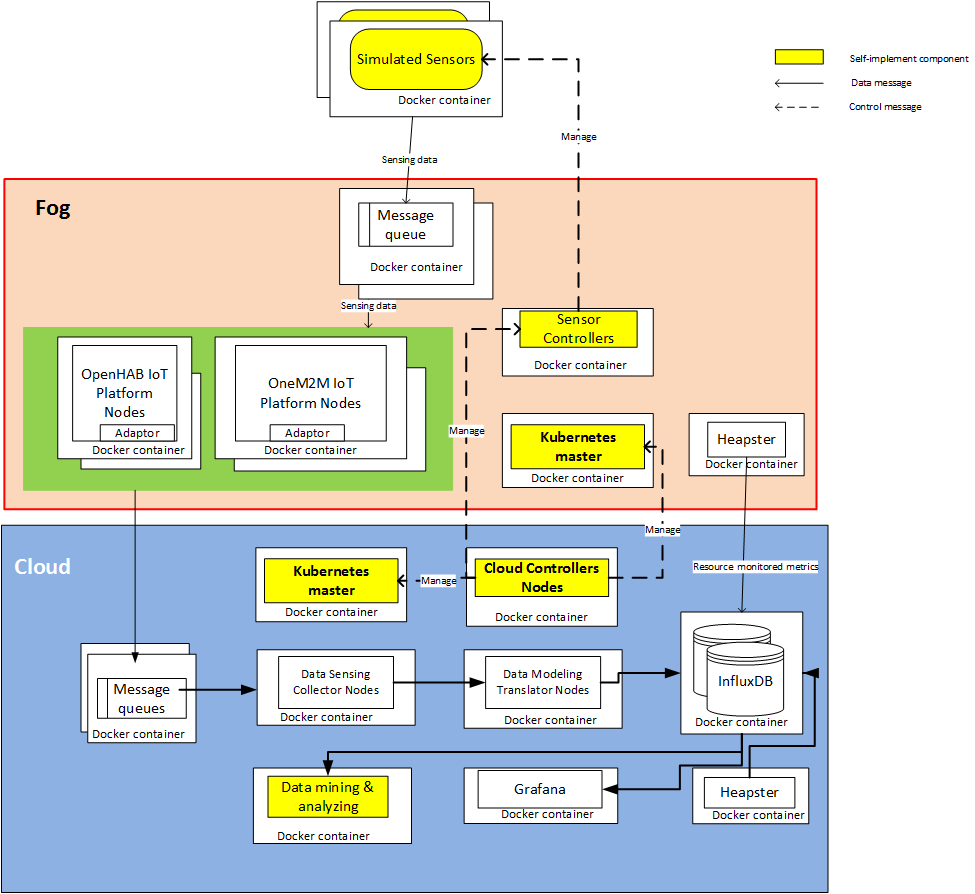 Simulated Sensors
Docker container
Self-implement component
Data message
Control message
Manage
Sensing data
Fog
Message
queue
Docker container
Sensing data
Sensor
Controllers
Docker container
OpenHAB IoT
Platform
Nodes
Adaptor
Docker container
OneM2M IoT
Platform Nodes
Adaptor
Docker container
Manage
Kubernetes
master
Docker container
Heapster
Docker container
Manage
Cloud
Kubernetes
master
Docker container
Manage
Cloud Controllers
Nodes
Docker container
Resource monitored metrics
Message
queues
Docker container
Data Sensing
Collector Nodes
Docker container
Data Modeling
Translator Nodes
Docker container
InfluxDB
Docker container
Data mining &
analyzing
Docker container
Grafana
Docker container
Heapster
Docker container